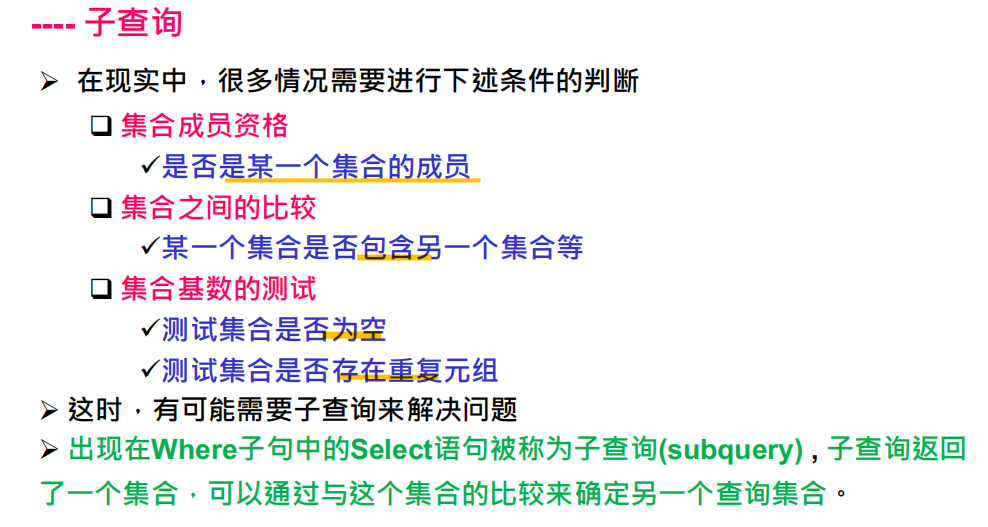 ---- 子查询
➢ 在现实中，很多情况需要进行下述条件的判断
❑ 集合成员资格
✓是否是某一个集合的成员
❑ 集合之间的比较
✓某一个集合是否包含另一个集合等
❑ 集合基数的测试
✓测试集合是否为空
✓测试集合是否存在重复元组
➢ 这时，有可能需要子查询来解决问题
➢ 出现在Where子句中的Select语句被称为子查询(subquery) , 子查询返回
了一个集合，可以通过与这个集合的比较来确定另一个查询集合。